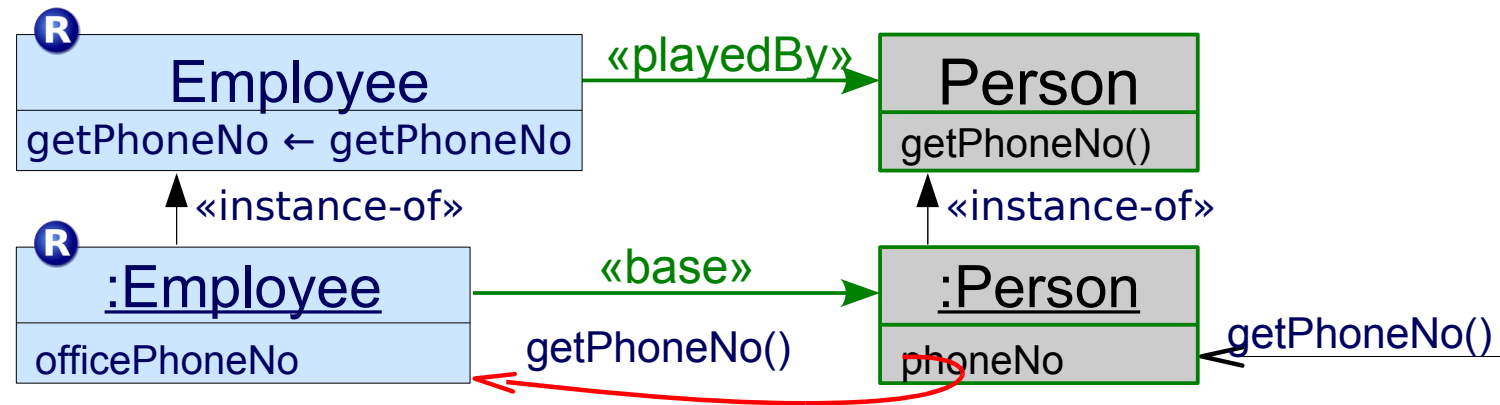 R
Employee
getPhoneNo ← getPhoneNo
«playedBy»
Person
getPhoneNo()
«instance-of»
«instance-of»
R
:Employee
officePhoneNo
«base»
getPhoneNo()
:Person
phoneNo
getPhoneNo()